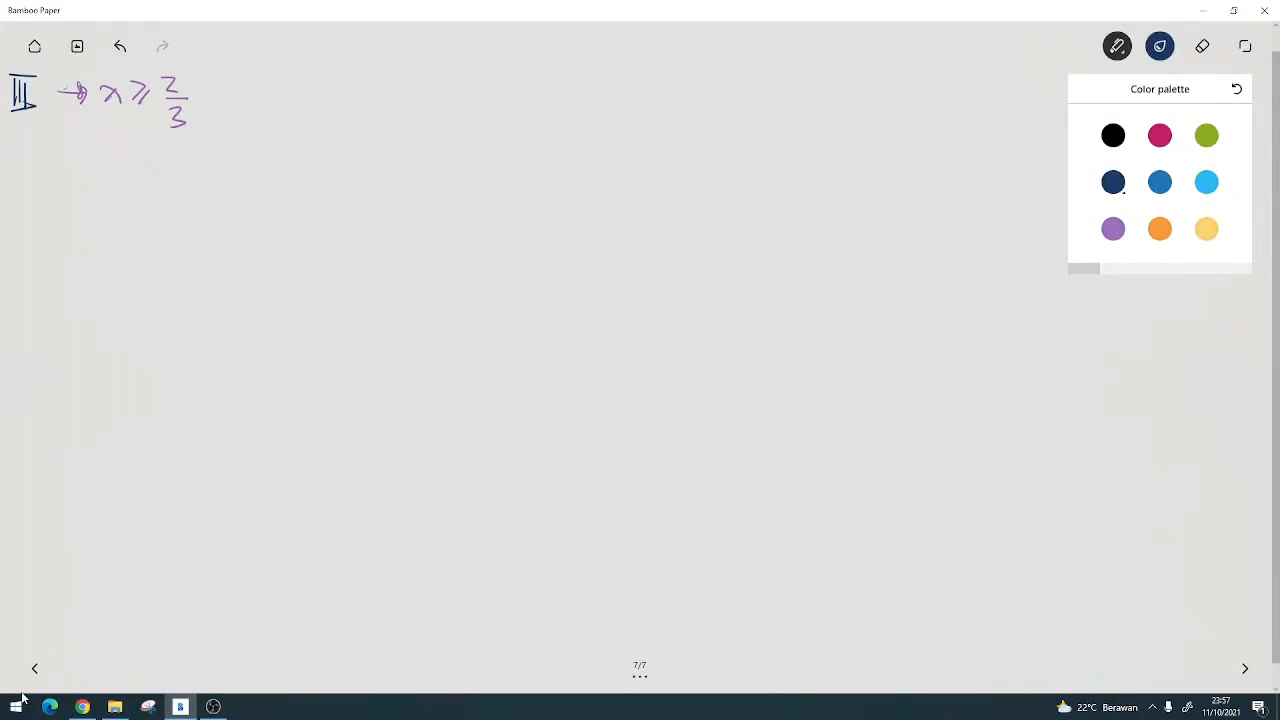 Bamboo Paper
III → x ≥ 2/3
Color palette
7/7
23:57
22°C Berawan
11/10/2021